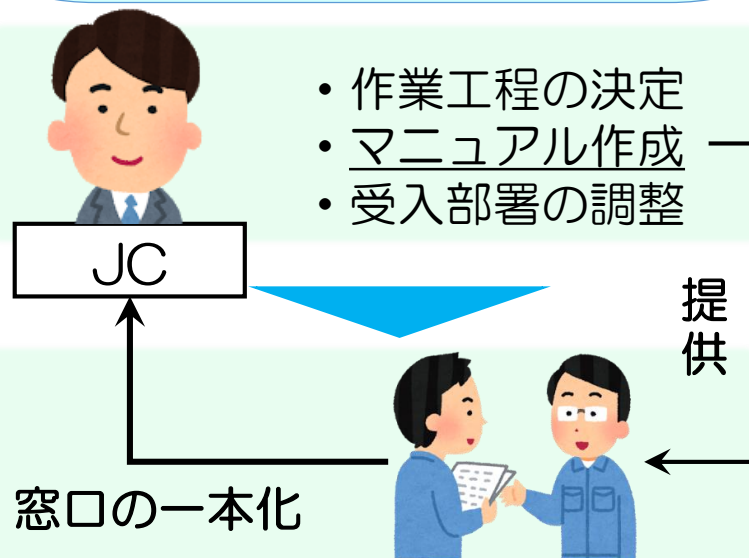 ・作業工程の決定
・マニュアル作成
・受入部署の調整
JC
提供
窓口の一本化